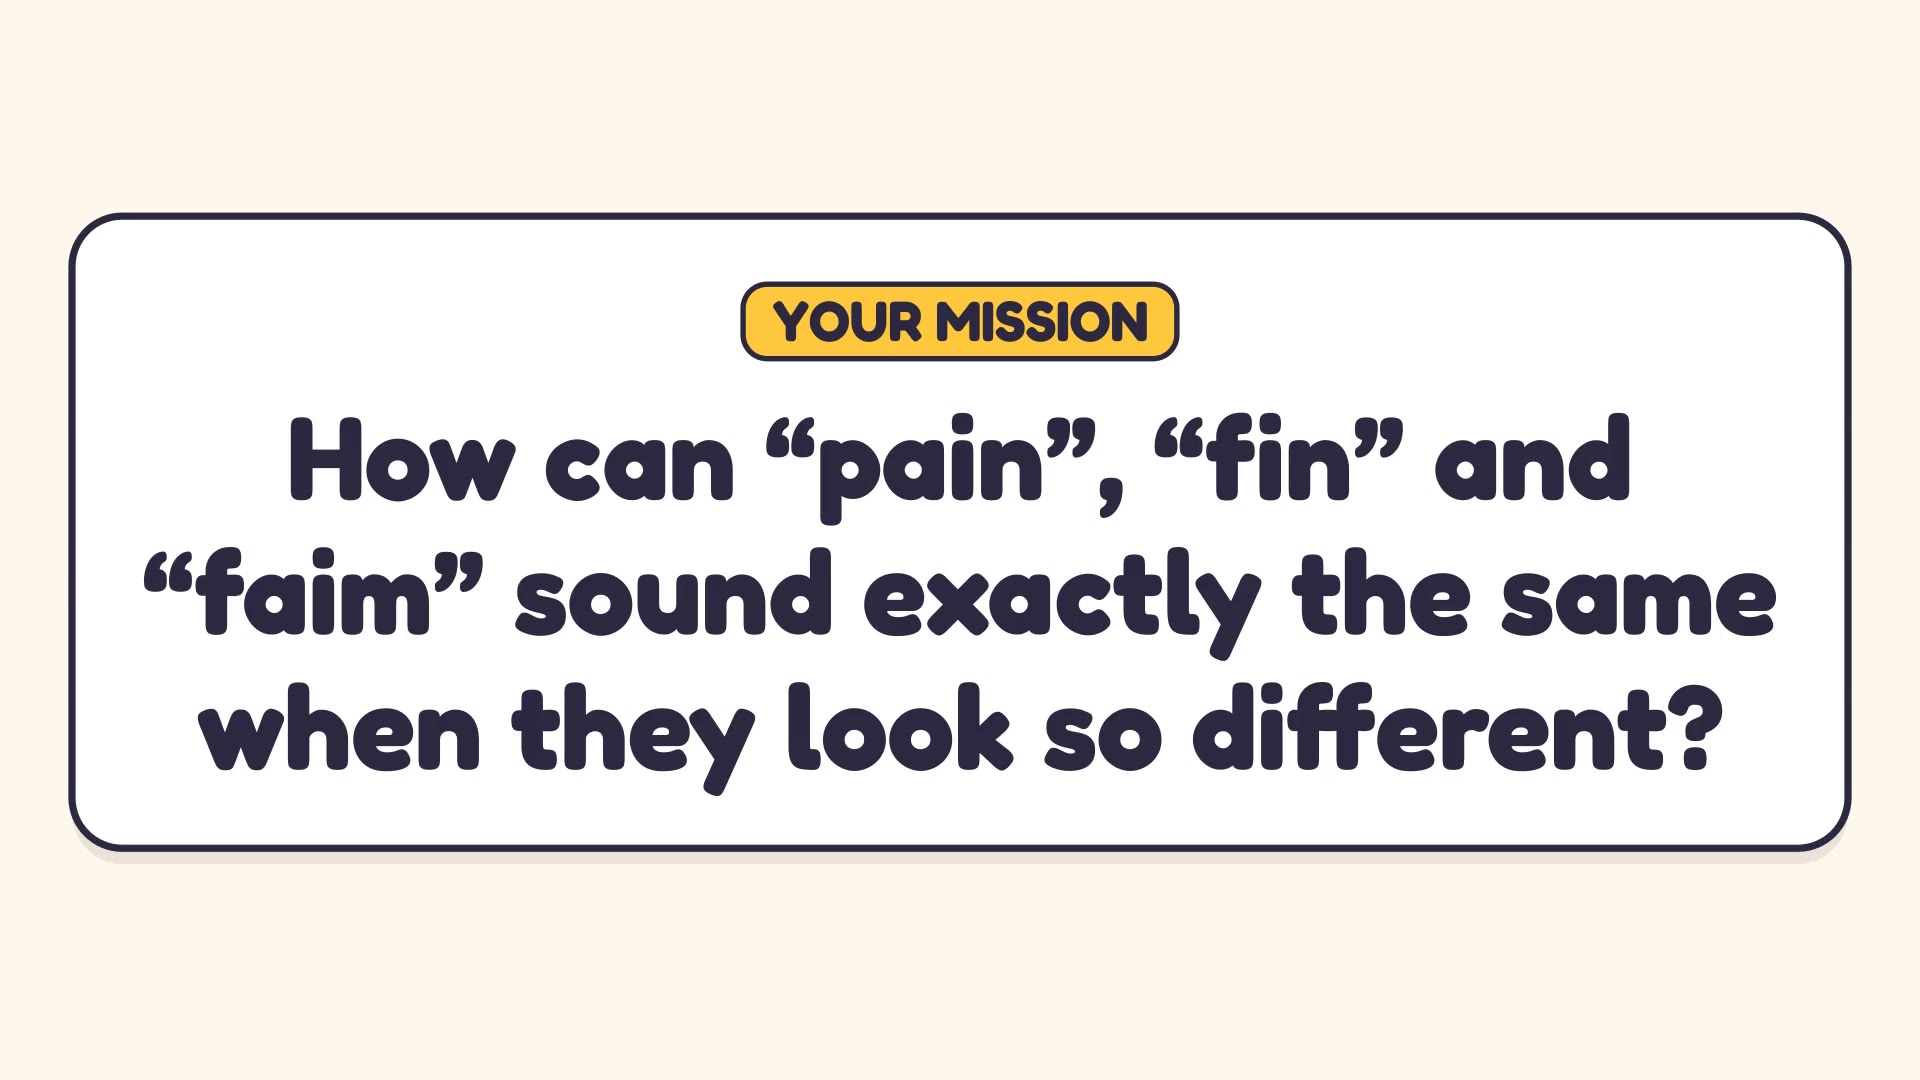 YOUR MISSION
How can “pain”, “fin” and
“faim” sound exactly the same
when they look so different?